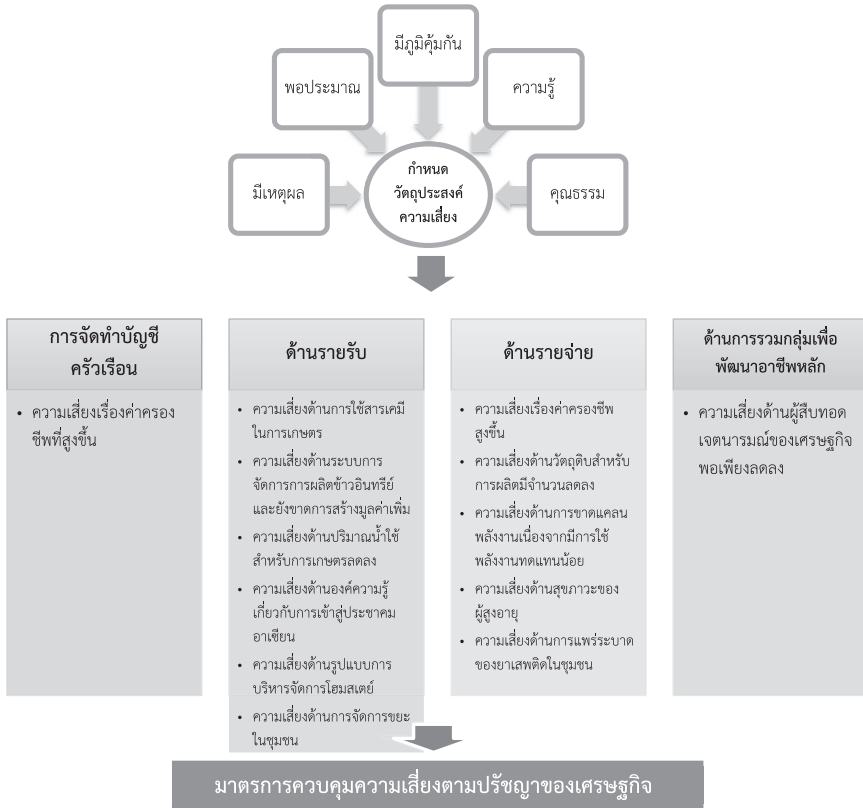 มีภูมิคุ้มกัน
พอประมาณ
ความรู้
มีเหตุผล
กำหนด
วัตถุประสงค์
ความเสี่ยง
คุณธรรม
การจัดทำบัญชี
ครัวเรือน
• ความเสี่ยงเรื่องค่าครอง
ชีพที่สูงขึ้น
ด้านรายรับ
• ความเสี่ยงด้านการใช้สารเคมี
ในการเกษตร
• ความเสี่ยงด้านระบบการ
จัดการการผลิตข้าวอินทรีย์
และยังขาดการสร้างมูลค่าเพิ่ม
• ความเสี่ยงด้านปริมาณน้ำใช้
สำหรับการเกษตรลดลง
• ความเสี่ยงด้านองค์ความรู้
เกี่ยวกับการเข้าสู่ประชาคม
อาเซียน
• ความเสี่ยงด้านรูปแบบการ
บริหารจัดการโฮมสเตย์
• ความเสี่ยงด้านการจัดการขยะ
ในชุมชน
ด้านรายจ่าย
• ความเสี่ยงเรื่องค่าครองชีพ
สูงขึ้น
• ความเสี่ยงด้านวัตถุดิบสำหรับ
การผลิตมีจำนวนลดลง
• ความเสี่ยงด้านการขาดแคลน
พลังงานเนื่องจากมีการใช้
พลังงานทดแทนน้อย
• ความเสี่ยงด้านสุขภาวะของ
ผู้สูงอายุ
• ความเสี่ยงด้านการแพร่ระบาด
ของยาเสพติดในชุมชน
ด้านการรวมกลุ่มเพื่อ
พัฒนาอาชีพหลัก
• ความเสี่ยงด้านผู้สืบทอด
เจตนารมณ์ของเศรษฐกิจ
พอเพียงลดลง
มาตรการควบคุมความเสี่ยงตามปรัชญาของเศรษฐกิจ